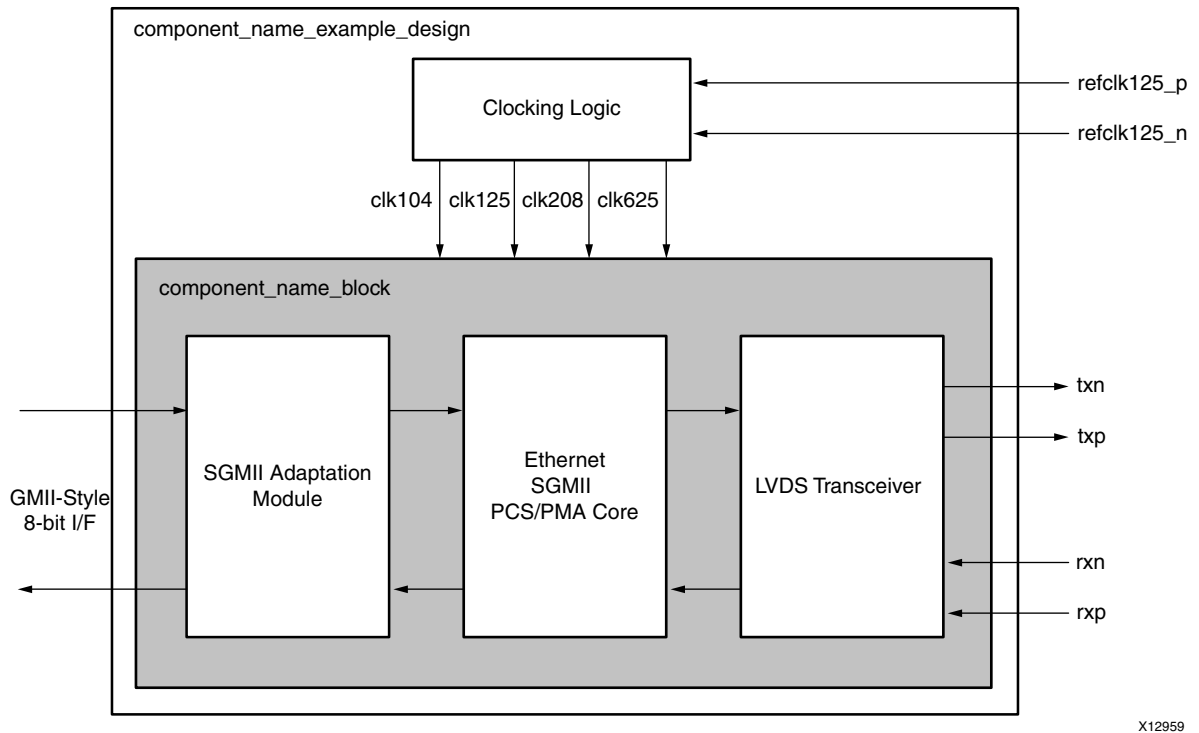 component_name_example_design
Clocking Logic
refclk125_p
refclk125_n
clk104
clk125
clk208
clk625
component_name_block
GMII-Style
8-bit I/F
SGMII Adaptation
Module
Ethernet
SGMII
PCS/PMA Core
LVDS Transceiver
txn
txp
rxn
rxp
X12959